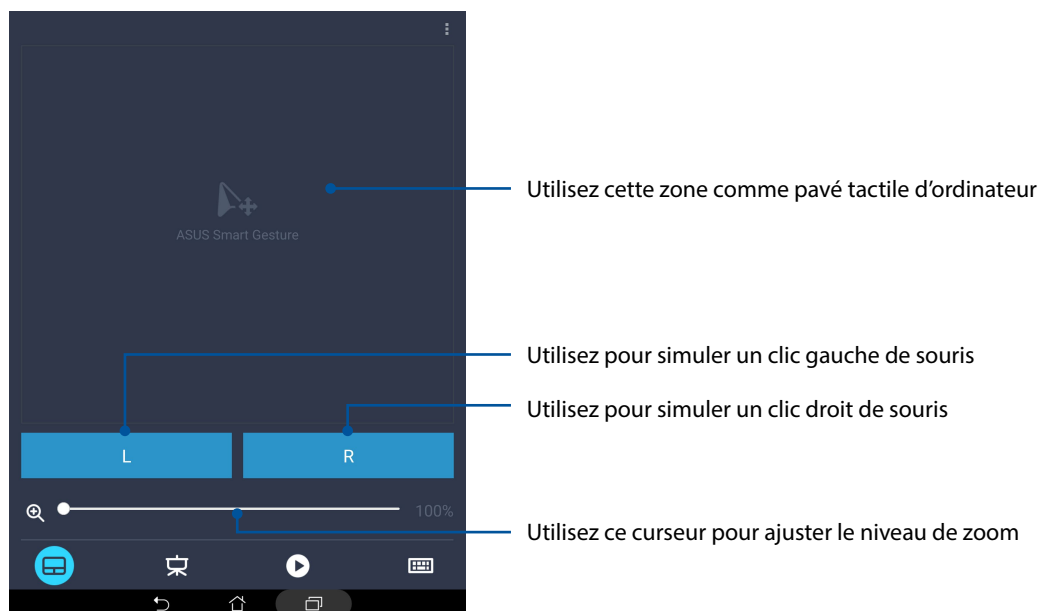 Utilisez cette zone comme pavé tactile d’ordinateur
ASUS Smart Gesture
Utilisez pour simuler un clic gauche de souris
Utilisez pour simuler un clic droit de souris
L
R
100%
Utilisez ce curseur pour ajuster le niveau de zoom